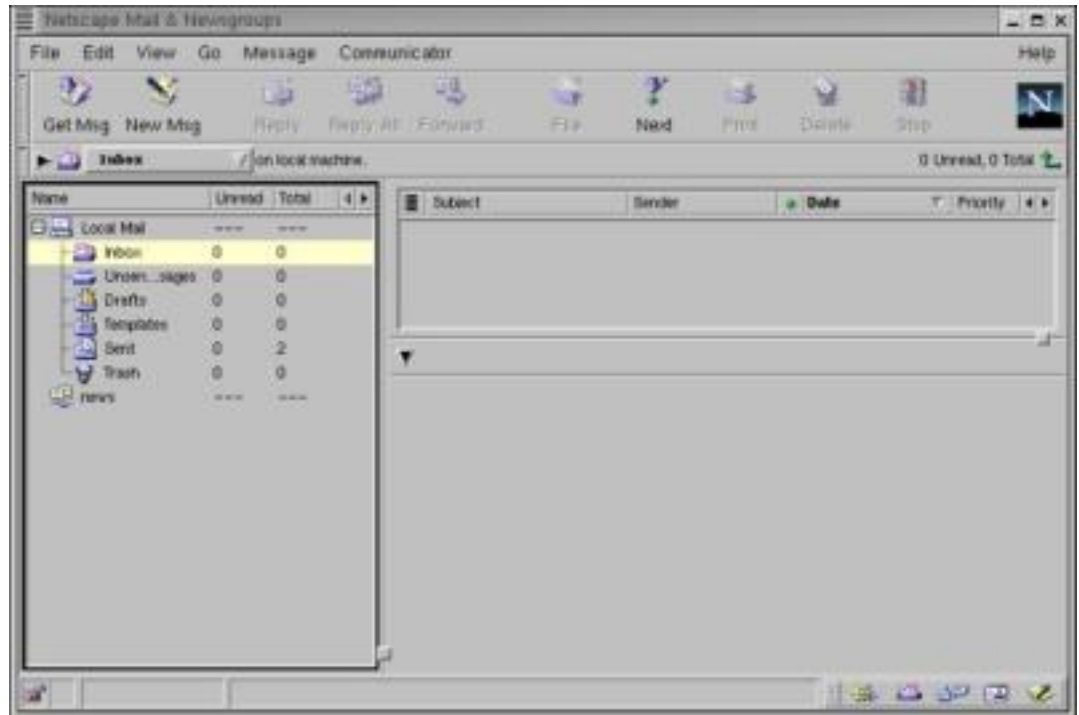 Netscape Mail & Newsgroups
File Edit View Go Message Communicator Help
Get Msg New Msg Reply Reply All Forward File Next Print Delete Stop
N
Inbox on local machine. 0 Unread, 0 Total
Name Unread Total
Subject Sender Date Priority
Local Mail --- ---
Inbox 0 0
Unsen...sages 0 0
Drafts 0 0
Templates 0 0
Sent 0 2
Trash 0 0
news --- ---